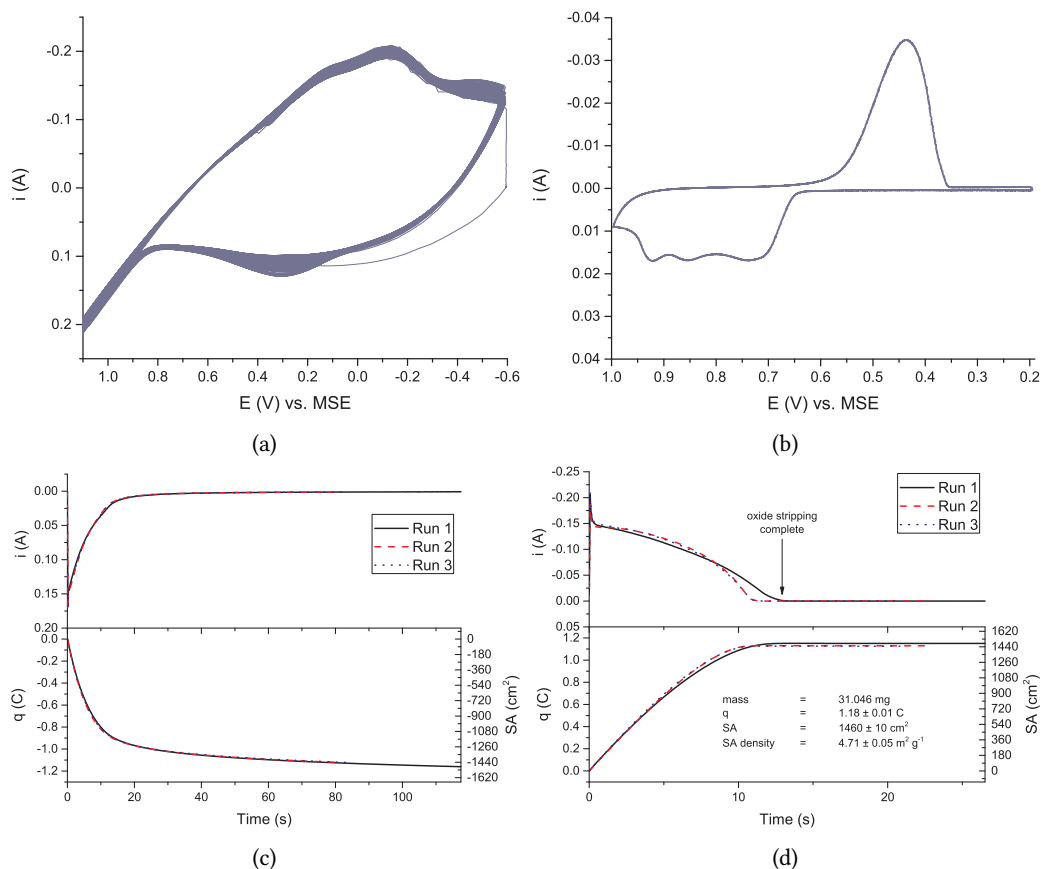 -0.2
-0.1
0.0
0.1
0.2
i (A)
1.0 0.8 0.6 0.4 0.2 0.0 -0.2 -0.4 -0.6
E (V) vs. MSE
(a)
-0.04
-0.03
-0.02
-0.01
0.00
0.01
0.02
0.03
0.04
i (A)
1.0 0.9 0.8 0.7 0.6 0.5 0.4 0.3 0.2
E (V) vs. MSE
(b)
0.00
0.05
0.10
0.15
0.20
i (A)
Run 1
Run 2
Run 3
0.0
-0.2
-0.4
-0.6
-0.8
-1.0
-1.2
q (C)
0
-180
-360
-540
-720
-900
-1080
-1260
-1440
-1620
SA (cm²)
0 20 40 60 80 100
Time (s)
(c)
-0.25
-0.20
-0.15
-0.10
-0.05
0.00
0.05
i (A)
Run 1
Run 2
Run 3
oxide stripping
complete
1.2
1.0
0.8
0.6
0.4
0.2
0.0
q (C)
mass = 31.046 mg
q = 1.18 ± 0.01 C
SA = 1460 ± 10 cm²
SA density = 4.71 ± 0.05 m² g⁻¹
1620
1440
1260
1080
900
720
540
360
180
0
SA (cm²)
0 10 20
Time (s)
(d)